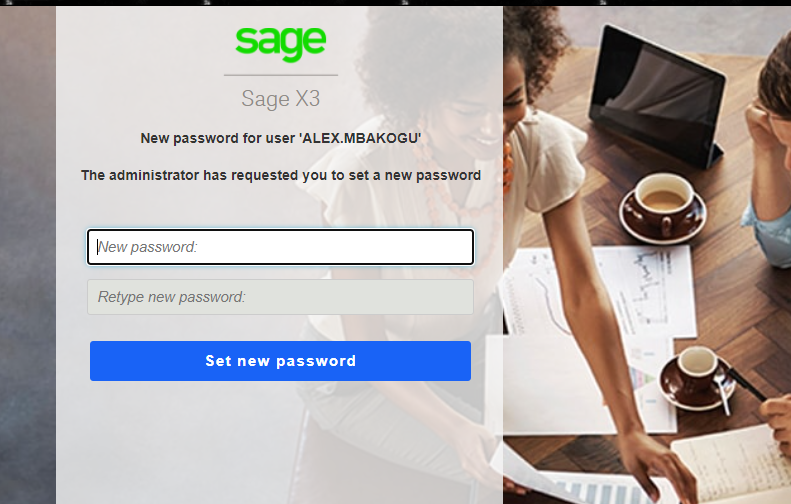 sage
Sage X3
New password for user 'ALEX.MBAKOGU'
The administrator has requested you to set a new password
New password:
Retype new password:
Set new password